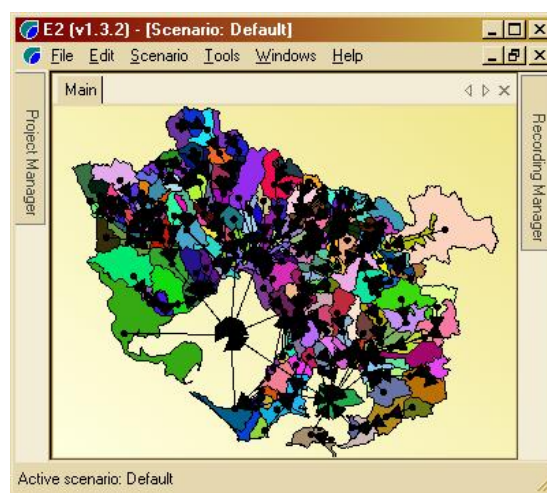 E2 (v1.3.2) - [Scenario: Default]
File Edit Scenario Tools Windows Help
Project Manager
Main
Recording Manager
Active scenario: Default